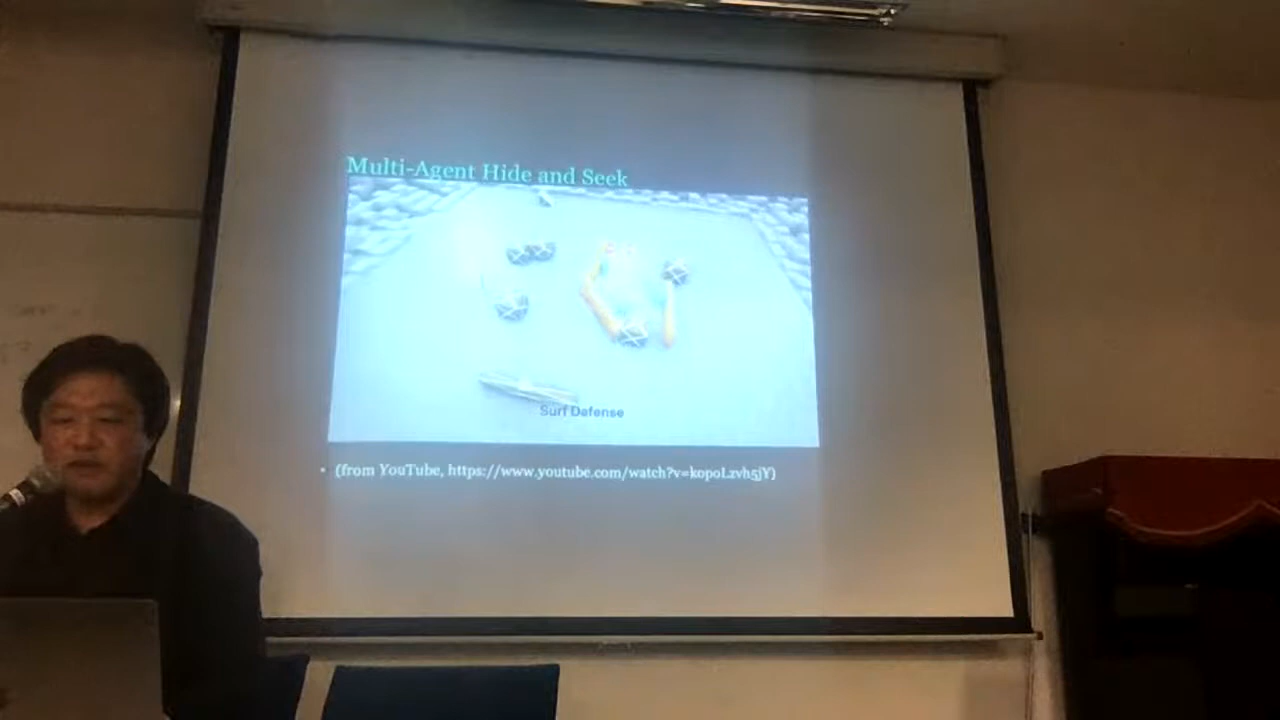 Multi-Agent Hide and Seek
Surf Defense
• (from YouTube, https://www.youtube.com/watch?v=kopoLzvh5jY)